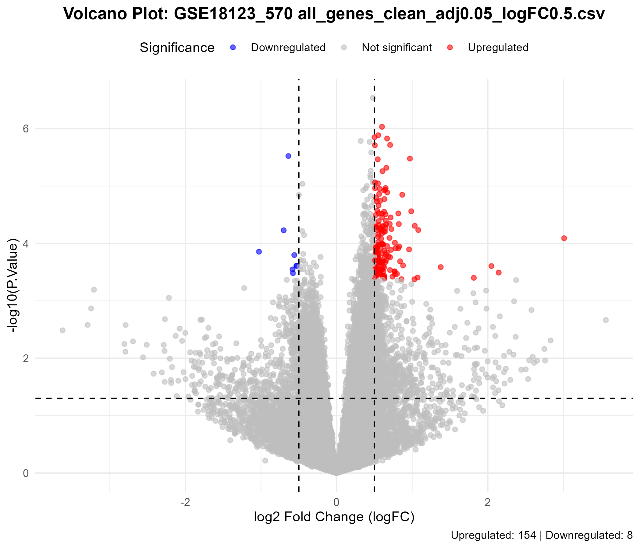 Volcano Plot: GSE18123_570 all_genes_clean_adj0.05_logFC0.5.csv
Significance Downregulated Not significant Upregulated
-log10(P.Value)
6
4
2
0
-2 0 2
log2 Fold Change (logFC)
Upregulated: 154 | Downregulated: 8